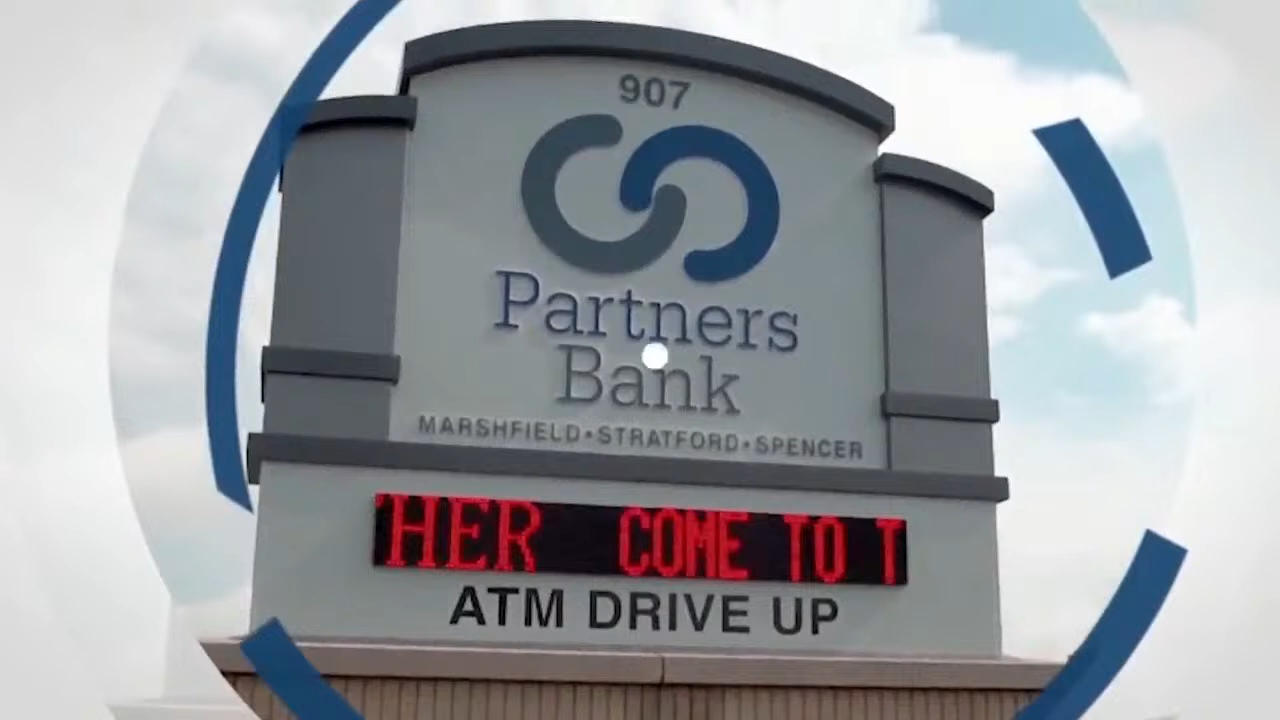 907
Partners
Bank
MARSHFIELD•STRATFORD•SPENCER
HER COME TO T
ATM DRIVE UP